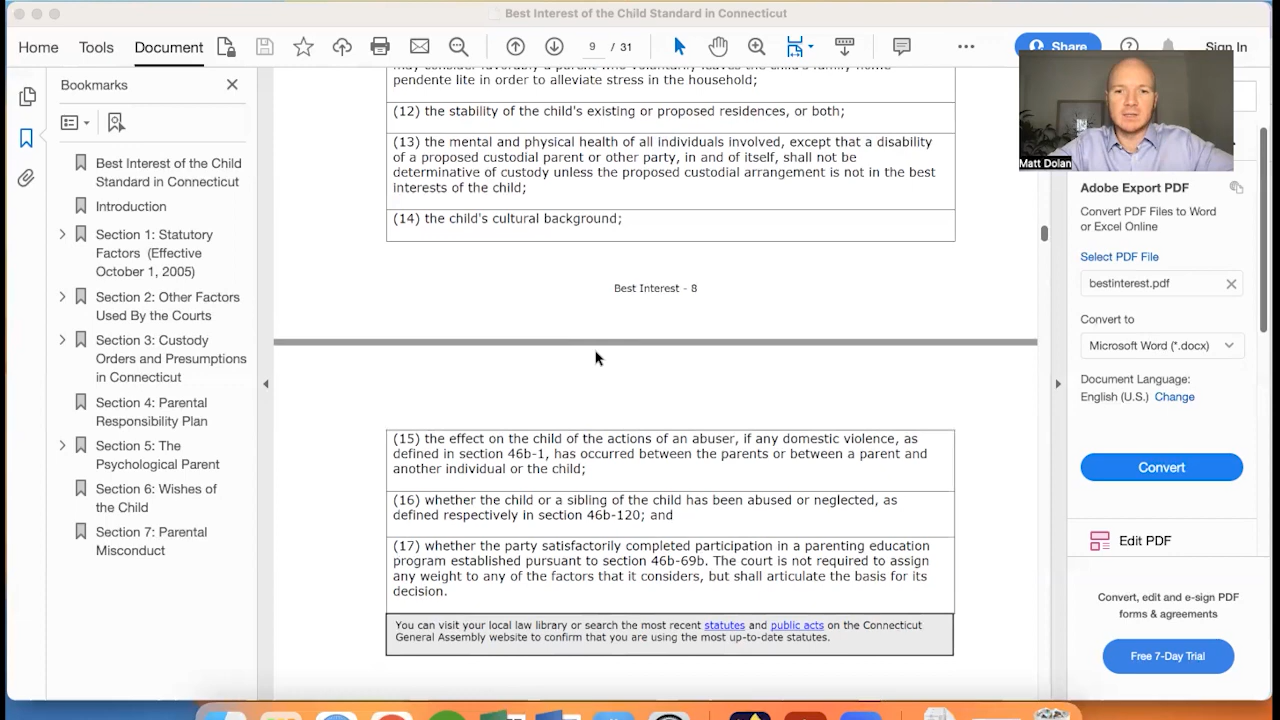 Best Interest of the Child Standard in Connecticut
Home
Tools
Document
9 / 31
Share
Sign In
Bookmarks
Best Interest of the Child
Standard in Connecticut
Introduction
Section 1: Statutory
Factors (Effective
October 1, 2005)
Section 2: Other Factors
Used By the Courts
Section 3: Custody
Orders and Presumptions
in Connecticut
Section 4: Parental
Responsibility Plan
Section 5: The
Psychological Parent
Section 6: Wishes of
the Child
Section 7: Parental
Misconduct
may consider favorably a parent who voluntarily leaves the child's family home
pendente lite in order to alleviate stress in the household;
(12) the stability of the child's existing or proposed residences, or both;
(13) the mental and physical health of all individuals involved, except that a disability
of a proposed custodial parent or other party, in and of itself, shall not be
determinative of custody unless the proposed custodial arrangement is not in the best
interests of the child;
(14) the child's cultural background;
Best Interest - 8
(15) the effect on the child of the actions of an abuser, if any domestic violence, as
defined in section 46b-1, has occurred between the parents or between a parent and
another individual or the child;
(16) whether the child or a sibling of the child has been abused or neglected, as
defined respectively in section 46b-120; and
(17) whether the party satisfactorily completed participation in a parenting education
program established pursuant to section 46b-69b. The court is not required to assign
any weight to any of the factors that it considers, but shall articulate the basis for its
decision.
You can visit your local law library or search the most recent statutes and public acts on the Connecticut
General Assembly website to confirm that you are using the most up-to-date statutes.
Matt Dolan
Adobe Export PDF
Convert PDF Files to Word
or Excel Online
Select PDF File
bestinterest.pdf
Convert to
Microsoft Word (*.docx)
Document Language:
English (U.S.) Change
Convert
Edit PDF
Convert, edit and e-sign PDF
forms & agreements
Free 7-Day Trial